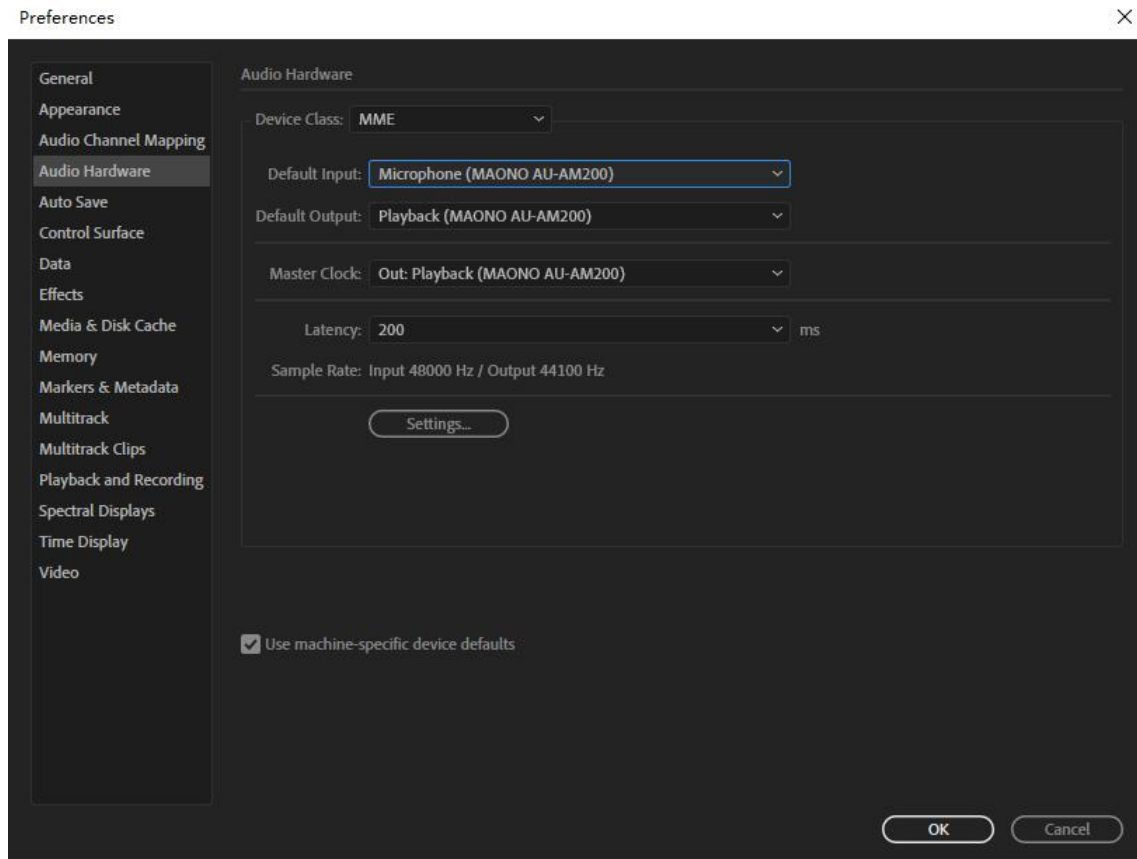 Preferences
General
Appearance
Audio Channel Mapping
Audio Hardware
Auto Save
Control Surface
Data
Effects
Media & Disk Cache
Memory
Markers & Metadata
Multitrack
Multitrack Clips
Playback and Recording
Spectral Displays
Time Display
Video
Audio Hardware
Device Class: MME
Default Input: Microphone (MAONO AU-AM200)
Default Output: Playback (MAONO AU-AM200)
Master Clock: Out: Playback (MAONO AU-AM200)
Latency: 200 ms
Sample Rate: Input 48000 Hz / Output 44100 Hz
Settings...
Use machine-specific device defaults
OK Cancel